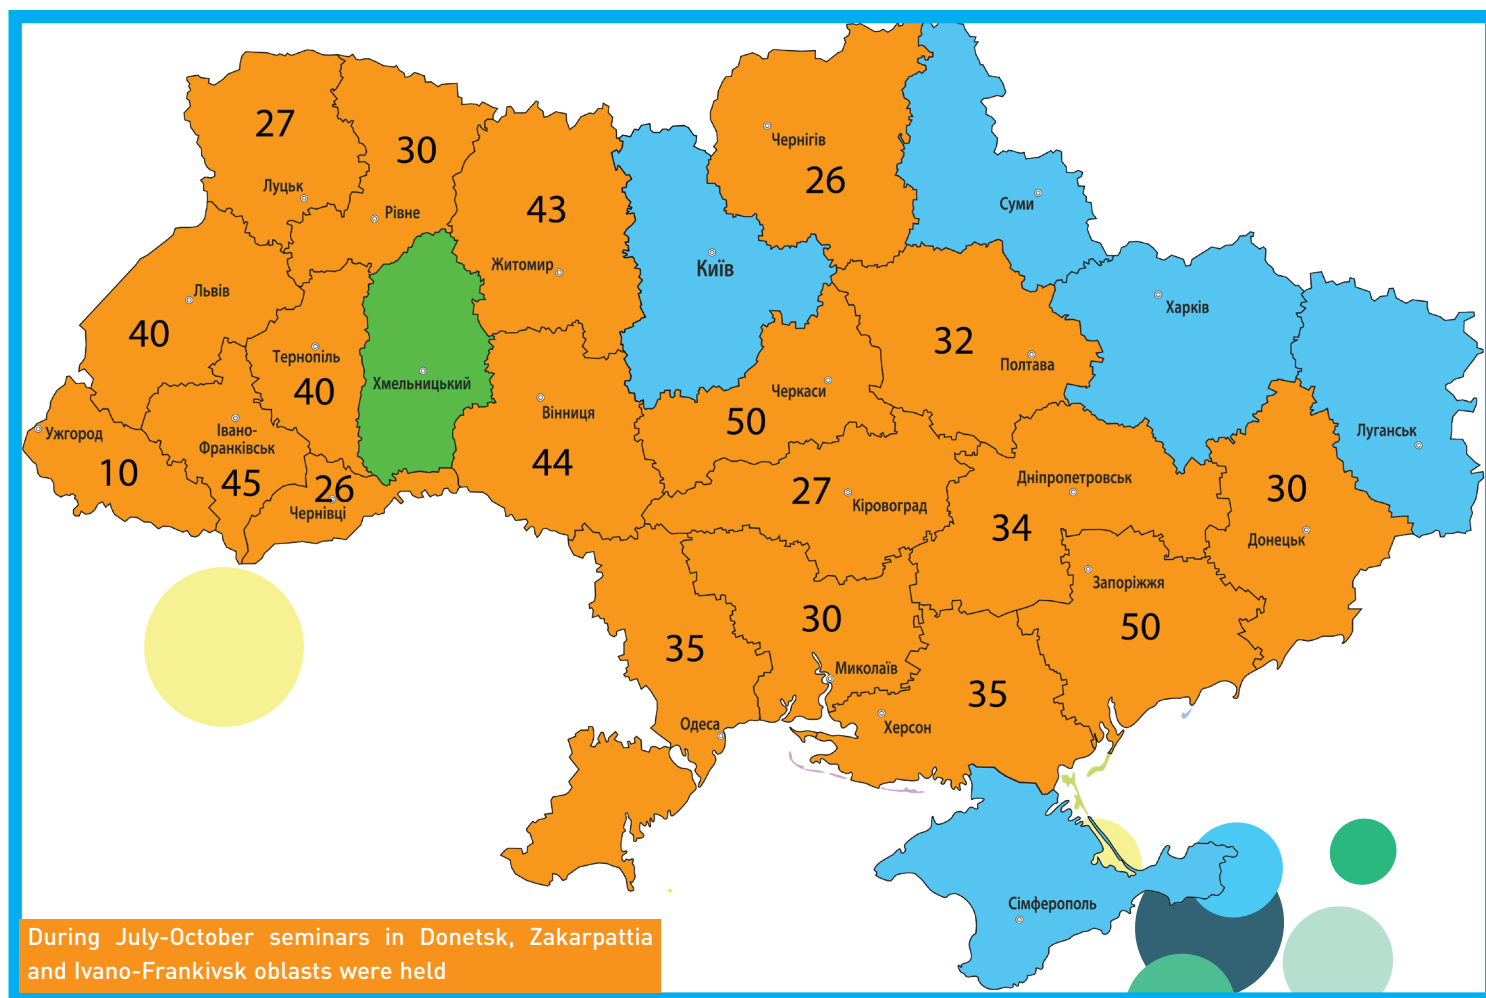 27
30
Чернігів
26
Луцьк
Рівне
43
Суми
Житомир
Київ
Львів
40
Харків
32
Полтава
Тернопіль
40
Хмельницький
Черкаси
50
Вінниця
44
Ужгород
10
Івано-
Франківськ
45
26
Чернівці
Луганськ
27
Кіровоград
Дніпропетровськ
34
30
Донецьк
Запоріжжя
50
30
Миколаїв
35
Одеса
35
Херсон
Сімферополь
During July-October seminars in Donetsk, Zakarpattia
and Ivano-Frankivsk oblasts were held